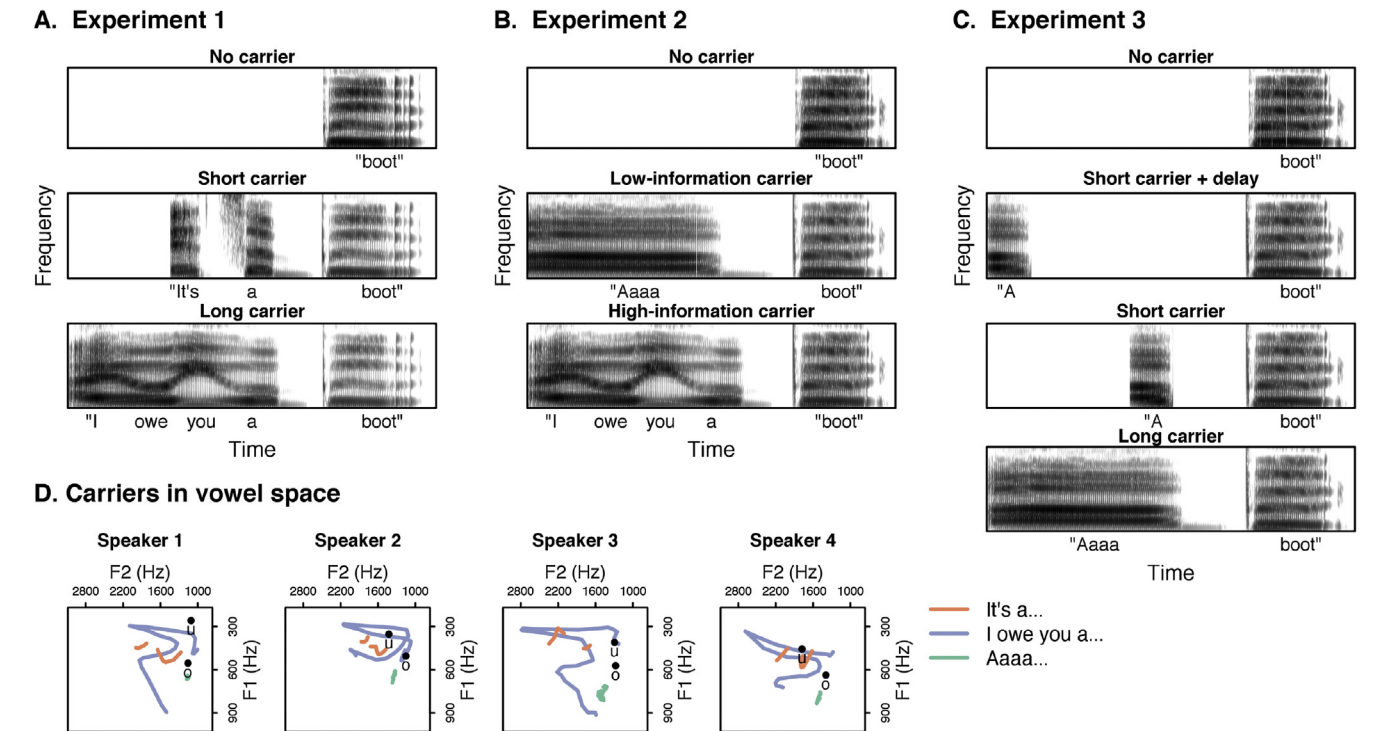 A. Experiment 1
No carrier
"boot"
Short carrier
"It's a boot"
Long carrier
"I owe you a boot"
Frequency
Time
B. Experiment 2
No carrier
"boot"
Low-information carrier
"Aaaa boot"
High-information carrier
"I owe you a "boot"
Frequency
Time
C. Experiment 3
No carrier
boot"
Short carrier + delay
"A boot"
Short carrier
"A boot"
Long carrier
"Aaaa boot"
Frequency
Time
D. Carriers in vowel space
Speaker 1
F2 (Hz)
2800 2200 1600 1000
u
o
300
600
900
F1 (Hz)
Speaker 2
F2 (Hz)
2800 2200 1600 1000
u
o
300
600
900
F1 (Hz)
Speaker 3
F2 (Hz)
2800 2200 1600 1000
u
o
300
600
900
F1 (Hz)
Speaker 4
F2 (Hz)
2800 2200 1600 1000
u
o
300
600
900
F1 (Hz)
It's a...
I owe you a...
Aaaa...